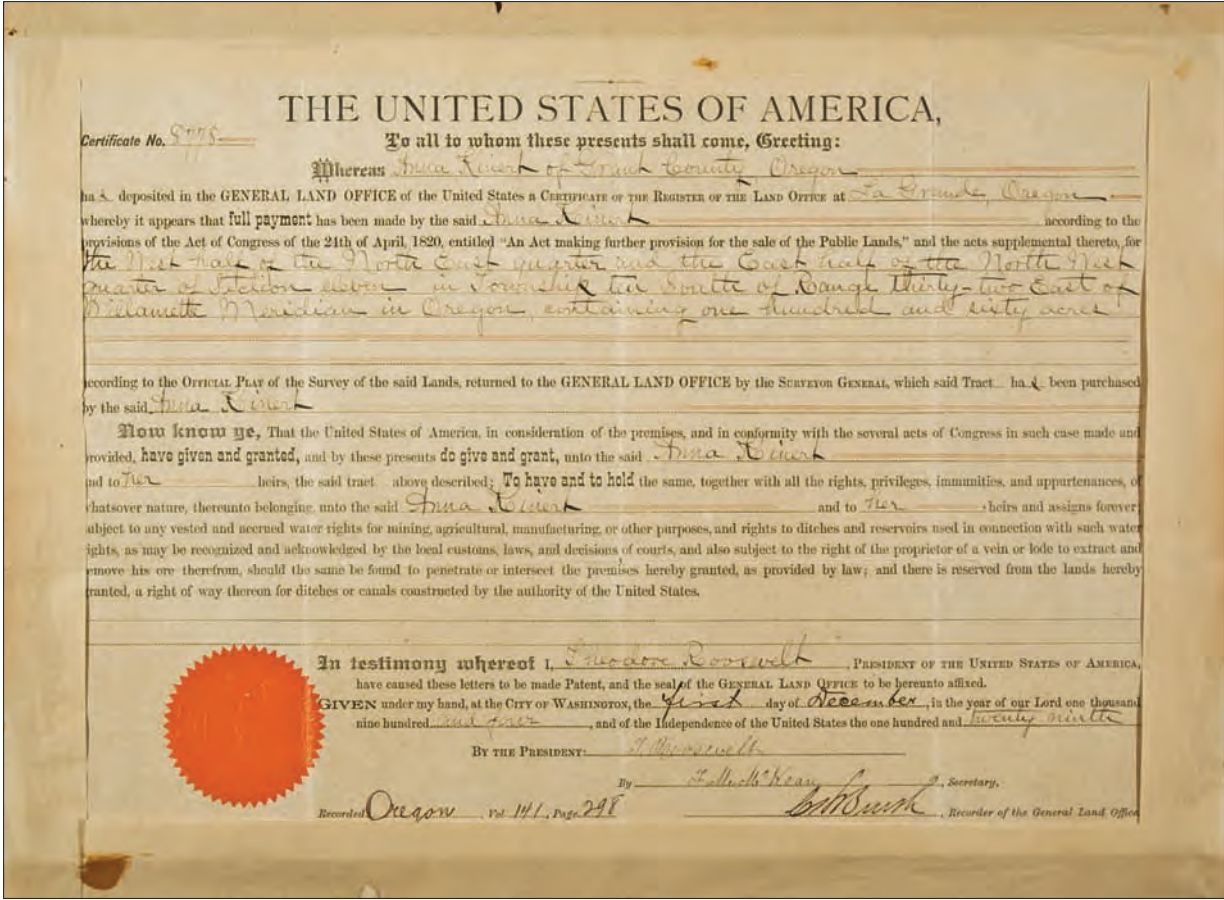 THE UNITED STATES OF AMERICA,
Certificate No. 8778
To all to whom these presents shall come, Greeting:
Whereas Anna Kinert of Grant County Oregon
has deposited in the GENERAL LAND OFFICE of the United States a CERTIFICATE OF THE REGISTER OF THE LAND OFFICE at La Grande, Oregon
whereby it appears that full payment has been made by the said Anna Kinert according to the
provisions of the Act of Congress of the 24th of April, 1820, entitled "An Act making further provision for the sale of the Public Lands," and the acts supplemental thereto, for
the West half of the North East quarter and the East half of the North West
quarter of Section eleven in Township ten South of Range thirty-two East of
Willamette Meridian in Oregon, containing one hundred and sixty acres
according to the OFFICIAL PLAT of the Survey of the said Lands, returned to the GENERAL LAND OFFICE by the SURVEYOR GENERAL, which said Tract has been purchased
by the said Anna Kinert
Now know ye, That the United States of America, in consideration of the premises, and in conformity with the several acts of Congress in such case made and
provided, have given and granted, and by these presents do give and grant, unto the said Anna Kinert
and to her heirs, the said tract above described; To have and to hold the same, together with all the rights, privileges, immunities, and appurtenances, of
whatsoever nature, thereunto belonging, unto the said Anna Kinert and to her heirs and assigns forever;
subject to any vested and accrued water rights for mining, agricultural, manufacturing, or other purposes, and rights to ditches and reservoirs used in connection with such water
rights, as may be recognized and acknowledged by the local customs, laws, and decisions of courts, and also subject to the right of the proprietor of a vein or lode to extract and
remove his ore therefrom, should the same be found to penetrate or intersect the premises hereby granted, as provided by law; and there is reserved from the lands hereby
granted, a right of way thereon for ditches or canals constructed by the authority of the United States.
In testimony whereof I, Theodore Roosevelt, PRESIDENT OF THE UNITED STATES OF AMERICA,
have caused these letters to be made Patent, and the seal of the GENERAL LAND OFFICE to be hereunto affixed.
GIVEN under my hand, at the CITY OF WASHINGTON, the first day of December, in the year of our Lord one thousand
nine hundred and four, and of the Independence of the United States the one hundred and twenty ninth
BY THE PRESIDENT: T. Roosevelt
By McKean, Secretary,
Recorded Oregon, Vol. 141, Page 298 Brush, Recorder of the General Land Office